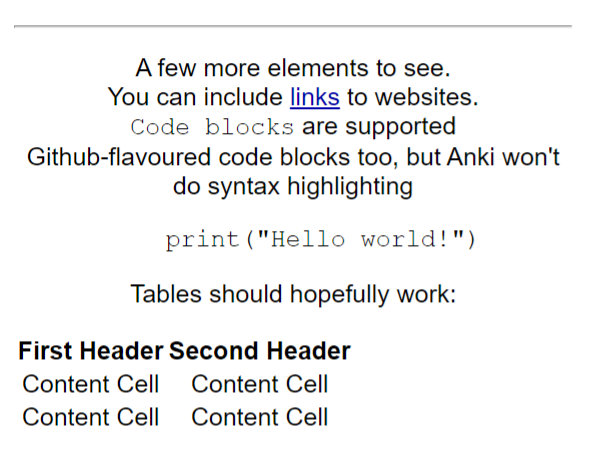 A few more elements to see.
You can include links to websites.
Code blocks are supported
Github-flavoured code blocks too, but Anki won't
do syntax highlighting
print("Hello world!")
Tables should hopefully work:
First Header Second Header
Content Cell Content Cell
Content Cell Content Cell